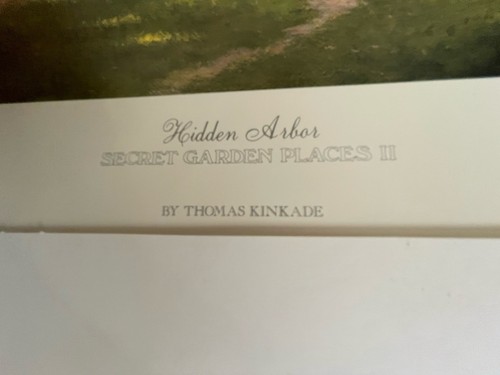 Hidden Arbor
SECRET GARDEN PLACES II
BY THOMAS KINKADE